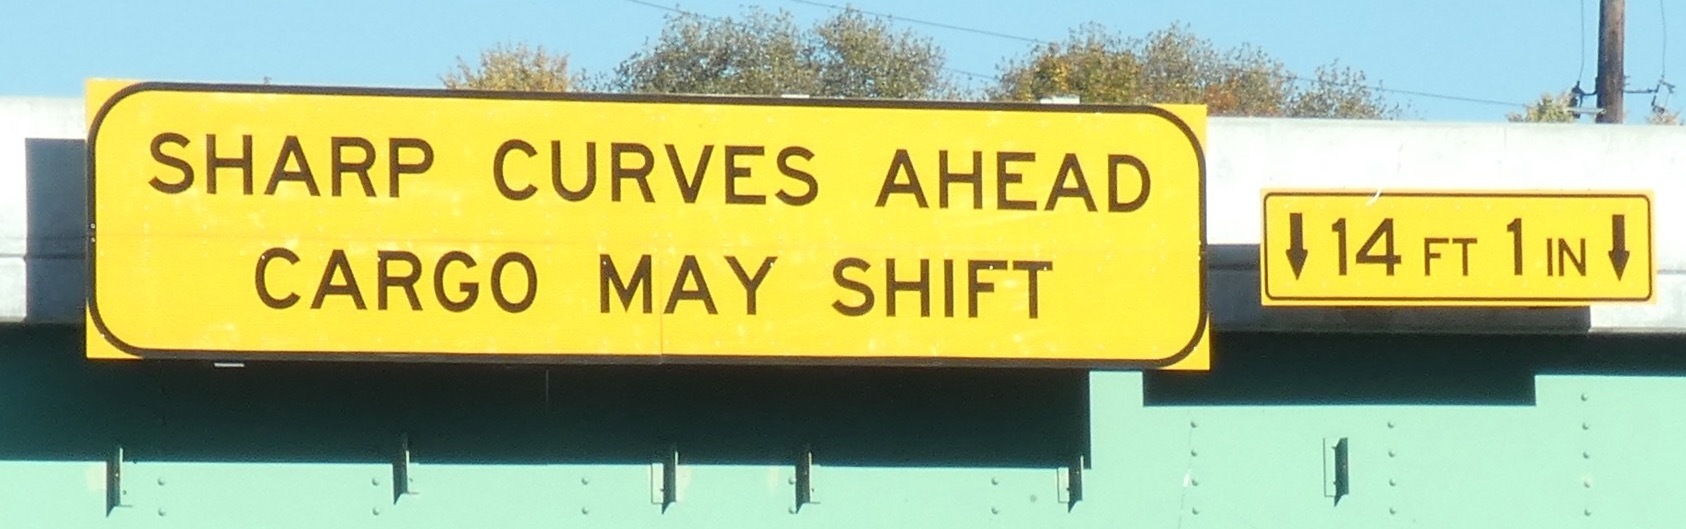 SHARP CURVES AHEAD
CARGO MAY SHIFT
14 FT 1 IN